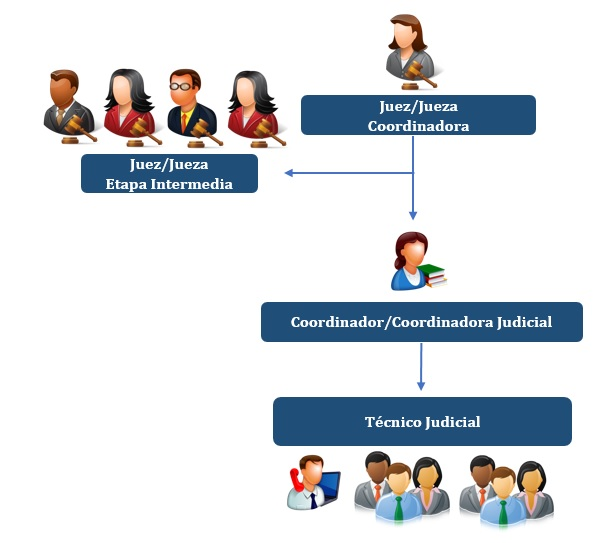 Juez/Jueza
Coordinadora
Juez/Jueza
Etapa Intermedia
Coordinador/Coordinadora Judicial
Técnico Judicial